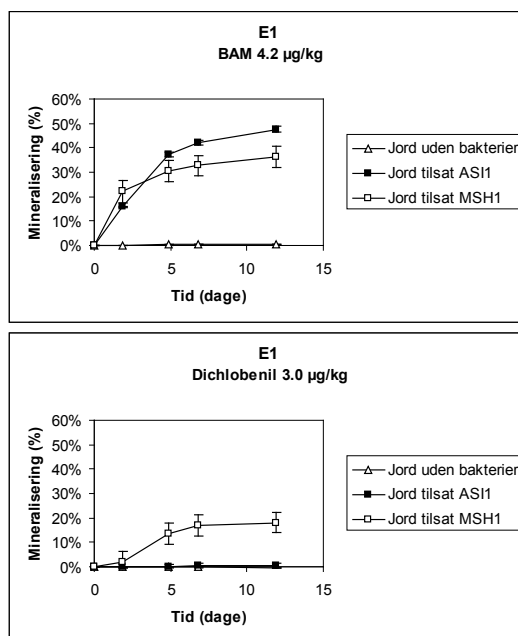 E1
BAM 4.2 µg/kg
60%
50%
40%
30%
20%
10%
0%
Mineralisering (%)
0 5 10 15
Tid (dage)
Jord uden bakterier
Jord tilsat ASI1
Jord tilsat MSH1
E1
Dichlobenil 3.0 µg/kg
60%
50%
40%
30%
20%
10%
0%
Mineralisering (%)
0 5 10 15
Tid (dage)
Jord uden bakterier
Jord tilsat ASI1
Jord tilsat MSH1